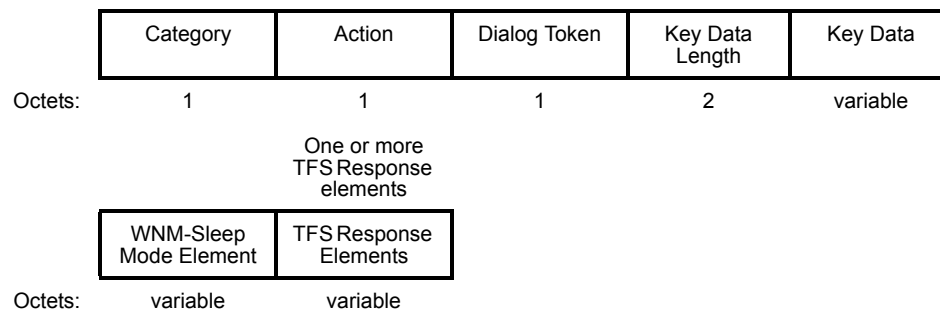 Category Action Dialog Token Key Data Length Key Data
Octets: 1 1 1 2 variable
One or more
TFS Response
elements
WNM-Sleep Mode Element TFS Response Elements
Octets: variable variable